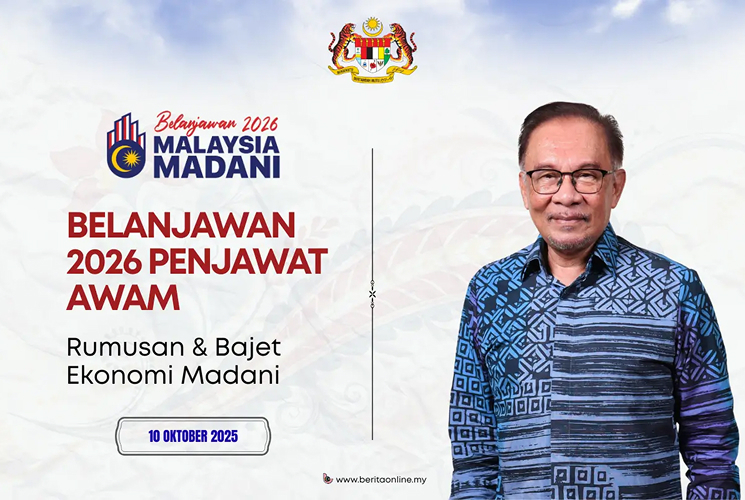 Belanjawan 2026
MALAYSIA
MADANI
BELANJAWAN
2026 PENJAWAT
AWAM
Rumusan & Bajet
Ekonomi Madani
10 OKTOBER 2025
www.beritaonline.my